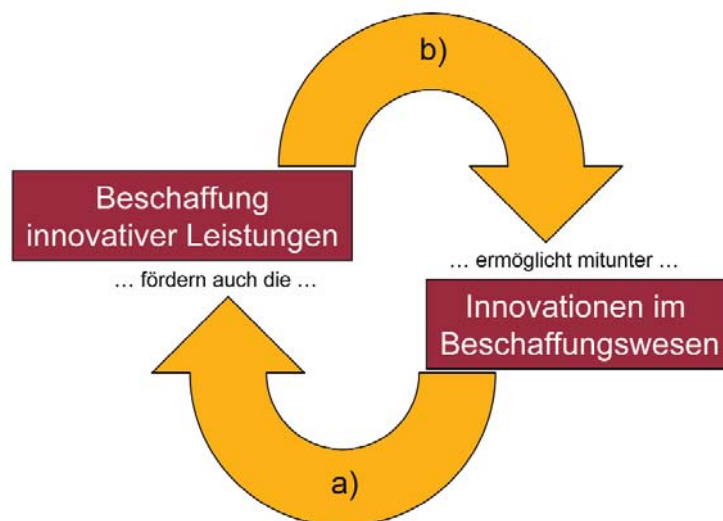 b)
Beschaffung
innovativer Leistungen
… ermöglicht mitunter …
… fördern auch die …
Innovationen im
Beschaffungswesen
a)